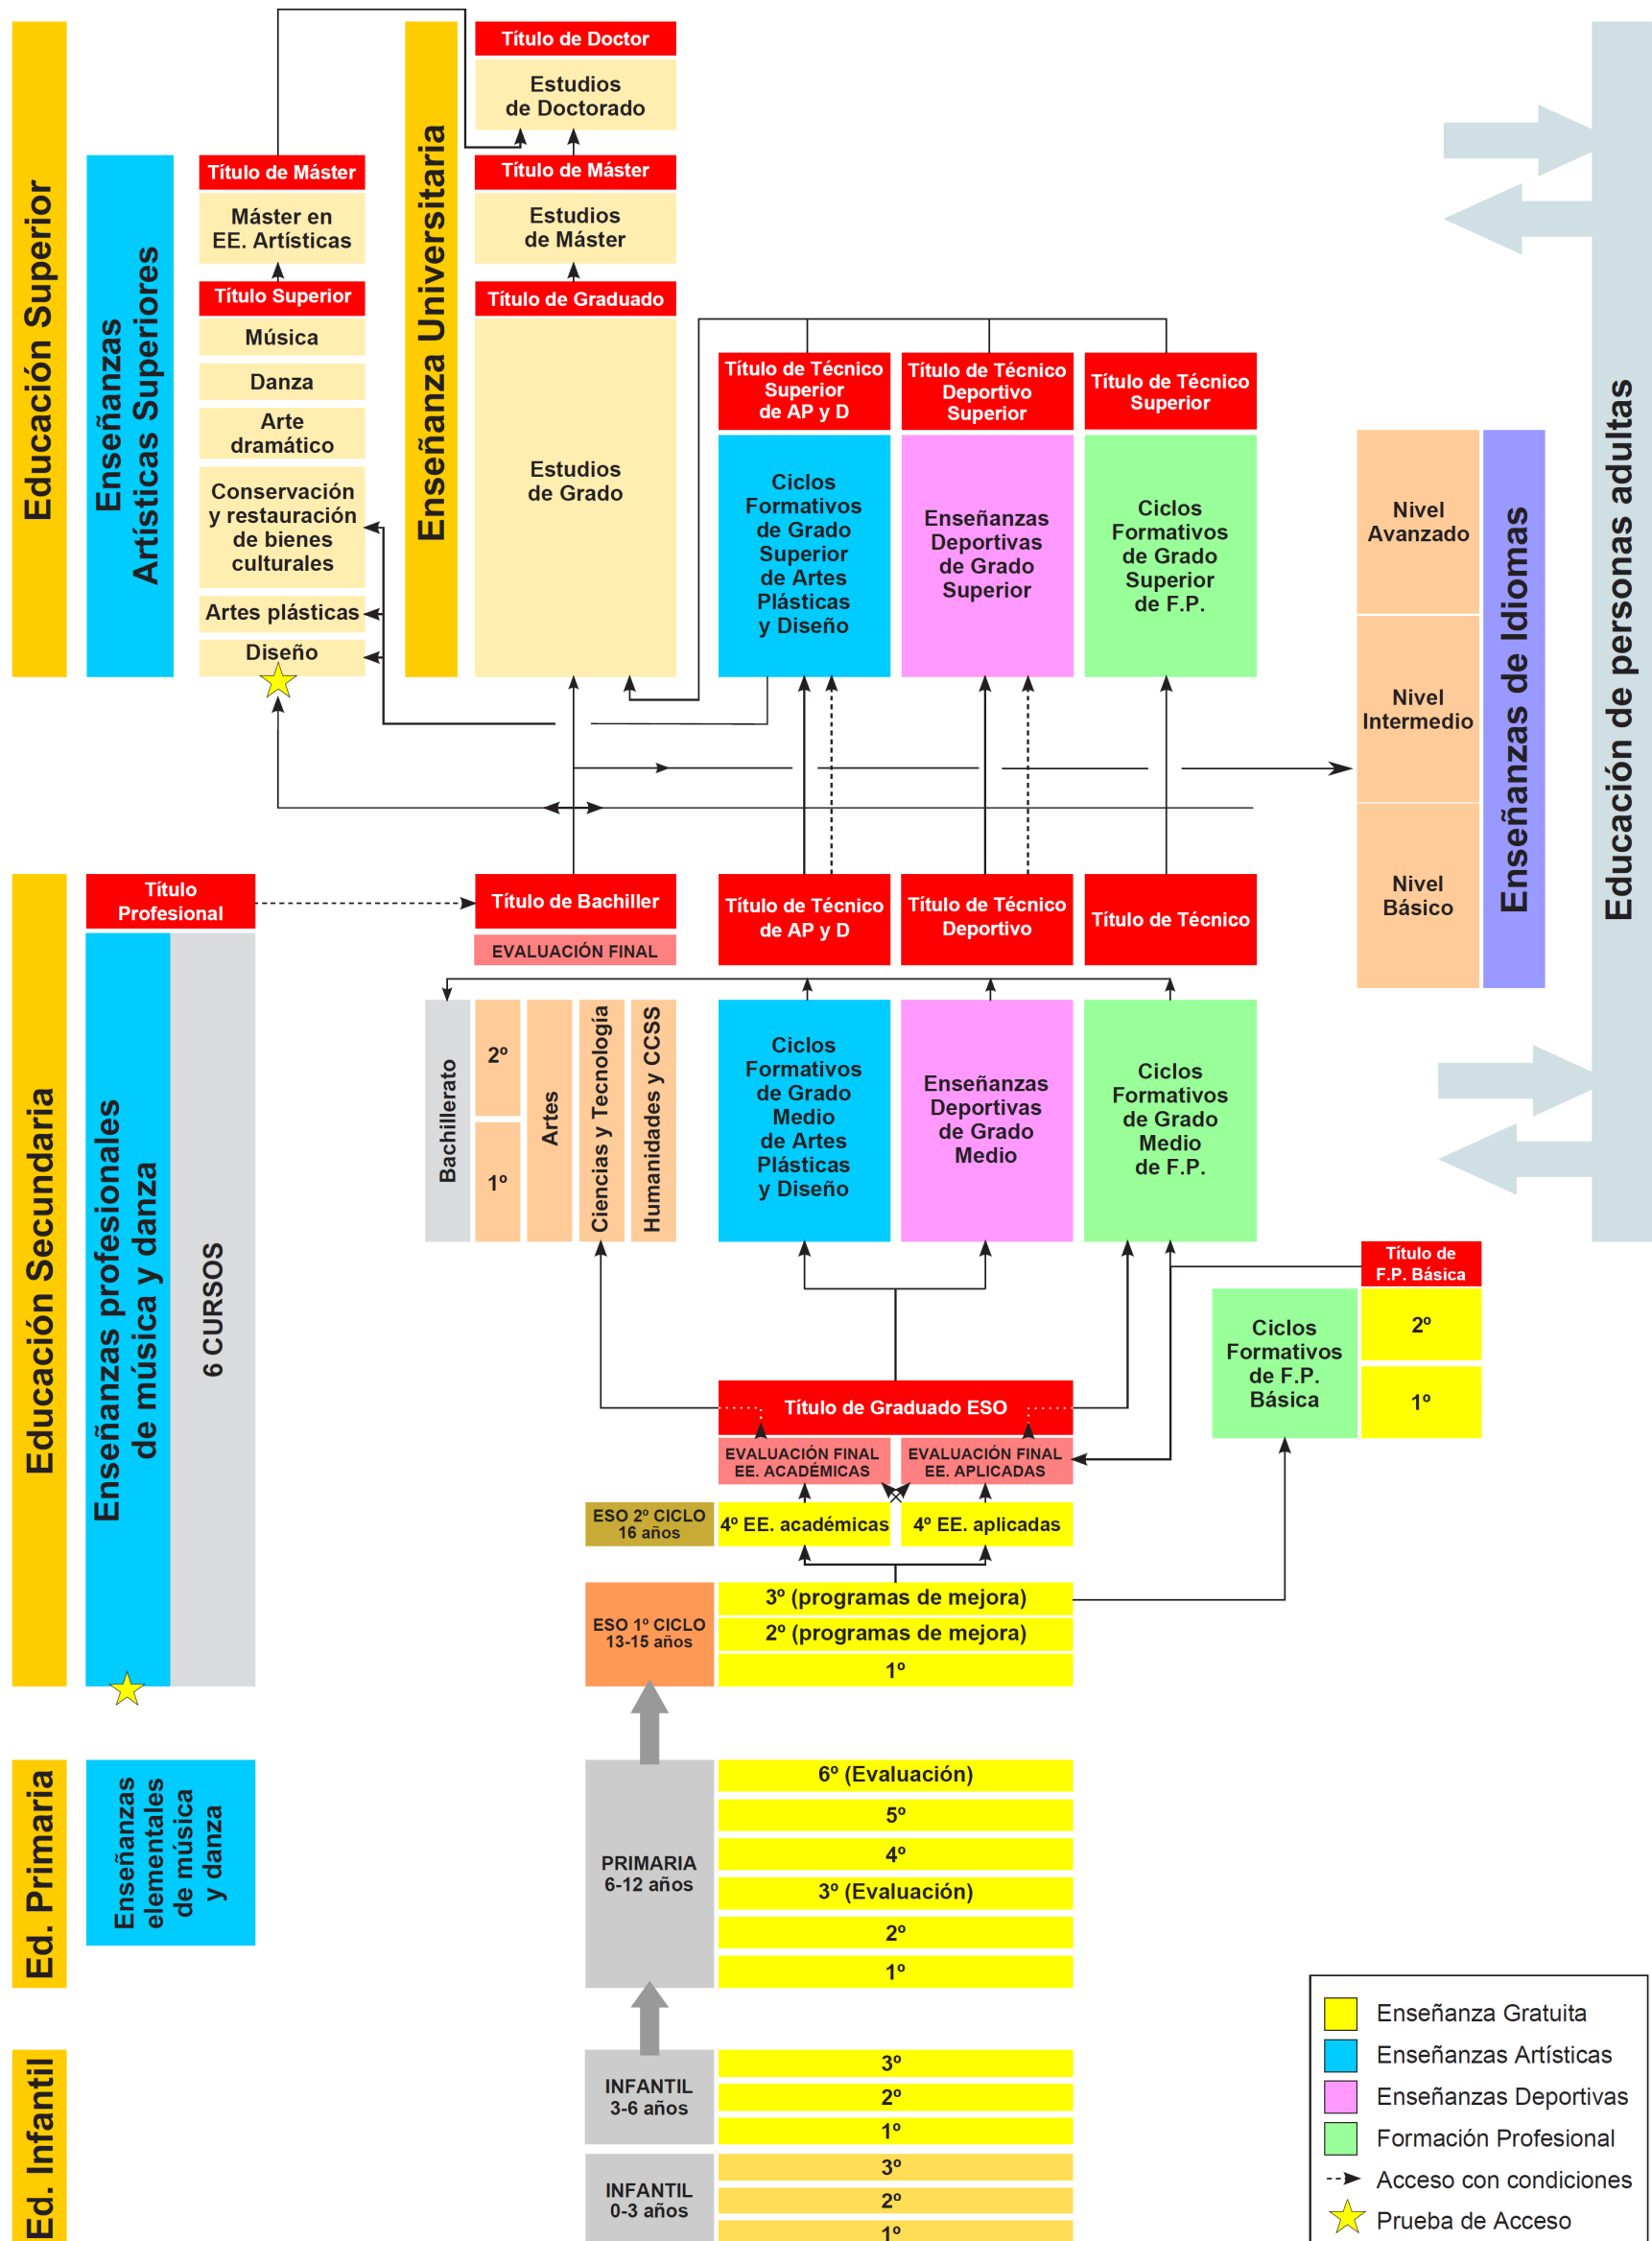 Educación Superior
Enseñanzas
Artísticas Superiores
Título de Máster
Máster en
EE. Artísticas
Título Superior
Música
Danza
Arte
dramático
Conservación
y restauración
de bienes
culturales
Artes plásticas
Diseño
Enseñanza Universitaria
Título de Doctor
Estudios
de Doctorado
Título de Máster
Estudios
de Máster
Título de Graduado
Estudios
de Grado
Título de Técnico
Superior
de AP y D
Ciclos
Formativos
de Grado
Superior
de Artes
Plásticas
y Diseño
Título de Técnico
Deportivo
Superior
Enseñanzas
Deportivas
de Grado
Superior
Título de Técnico
Superior
Ciclos
Formativos
de Grado
Superior
de F.P.
Nivel
Avanzado
Nivel
Intermedio
Nivel
Básico
Enseñanzas de Idiomas
Educación de personas adultas
Educación Secundaria
Título
Profesional
Enseñanzas profesionales
de música y danza
6 CURSOS
Título de Bachiller
EVALUACIÓN FINAL
Bachillerato
2º
1º
Artes
Ciencias y Tecnología
Humanidades y CCSS
Título de Técnico
de AP y D
Ciclos
Formativos
de Grado
Medio
de Artes
Plásticas
y Diseño
Título de Técnico
Deportivo
Enseñanzas
Deportivas
de Grado
Medio
Título de Técnico
Ciclos
Formativos
de Grado
Medio
de F.P.
Título de
F.P. Básica
Ciclos
Formativos
de F.P.
Básica
2º
1º
Título de Graduado ESO
EVALUACIÓN FINAL
EE. ACADÉMICAS
EVALUACIÓN FINAL
EE. APLICADAS
ESO 2º CICLO
16 años
4º EE. académicas
4º EE. aplicadas
ESO 1º CICLO
13-15 años
3º (programas de mejora)
2º (programas de mejora)
1º
Ed. Primaria
Enseñanzas
elementales
de música
y danza
PRIMARIA
6-12 años
6º (Evaluación)
5º
4º
3º (Evaluación)
2º
1º
Ed. Infantil
INFANTIL
3-6 años
3º
2º
1º
INFANTIL
0-3 años
3º
2º
1º
Enseñanza Gratuita
Enseñanzas Artísticas
Enseñanzas Deportivas
Formación Profesional
Acceso con condiciones
Prueba de Acceso